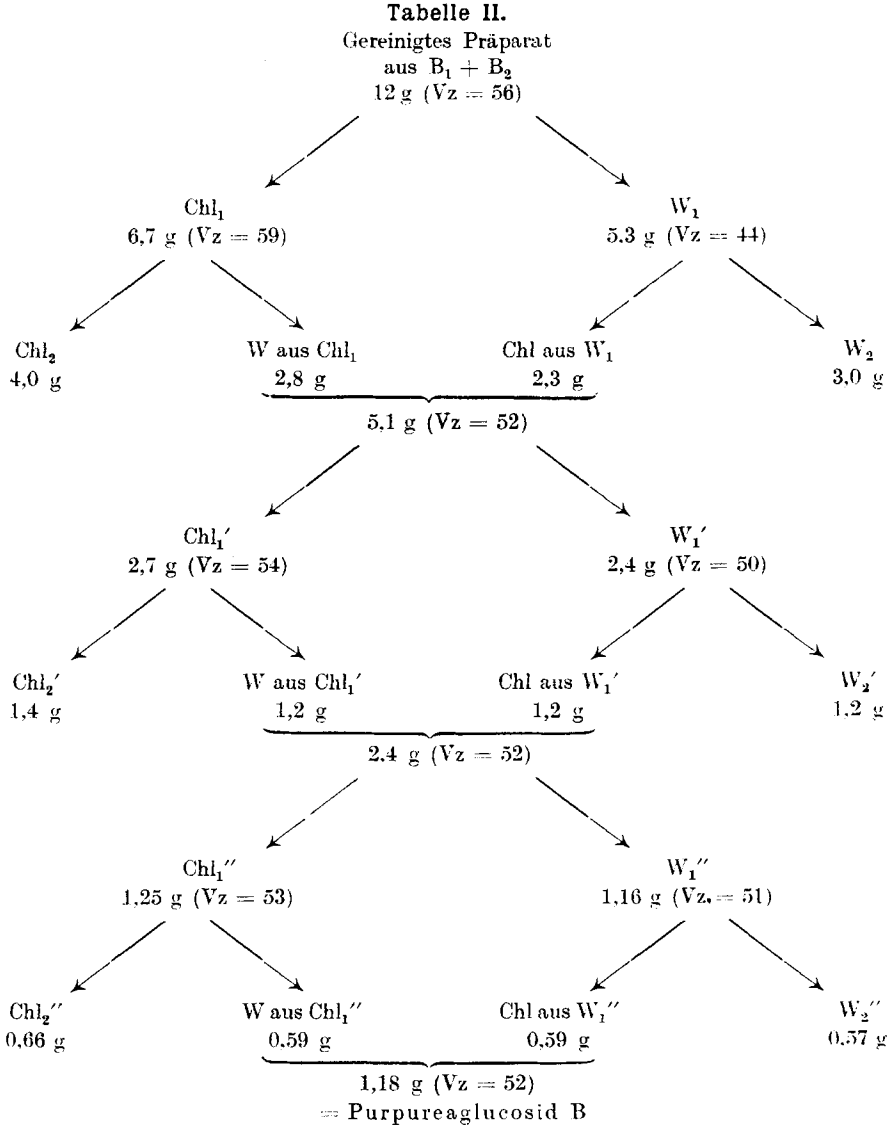 Tabelle II.
Gereinigtes Präparat
aus B₁ + B₂
12 g (Vz = 56)
Chl₁ W₁
6,7 g (Vz = 59) 5.3 g (Vz = 44)
Chl₂ W aus Chl₁ Chl aus W₁ W₂
4,0 g 2,8 g 2,3 g 3,0 g
5,1 g (Vz = 52)
Chl₁′ W₁′
2,7 g (Vz = 54) 2,4 g (Vz = 50)
Chl₂′ W aus Chl₁′ Chl aus W₁′ W₂′
1,4 g 1,2 g 1,2 g 1,2 g
2,4 g (Vz = 52)
Chl₁″ W₁″
1,25 g (Vz = 53) 1,16 g (Vz. = 51)
Chl₂″ W aus Chl₁″ Chl aus W₁″ W₂″
0,66 g 0,59 g 0,59 g 0,57 g
1,18 g (Vz = 52)
= Purpureaglucosid B